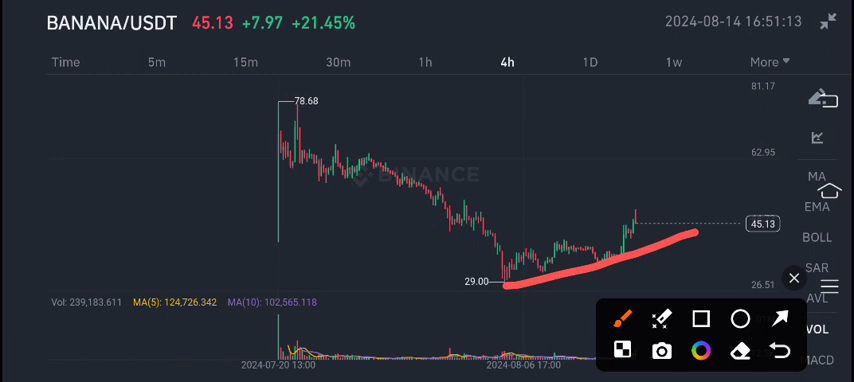 BANANA/USDT 45.13 +7.97 +21.45% 2024-08-14 16:51:13
Time 5m 15m 30m 1h 4h 1D 1w More
81.17
78.68
62.95
BINANCE
MA
EMA
45.13
BOLL
SAR
29.00
26.51
AVL
Vol: 239,183.611 MA(5): 124,726.342 MA(10): 102,565.118
VOL
MACD
2024-07-20 13:00 2024-08-06 17:00